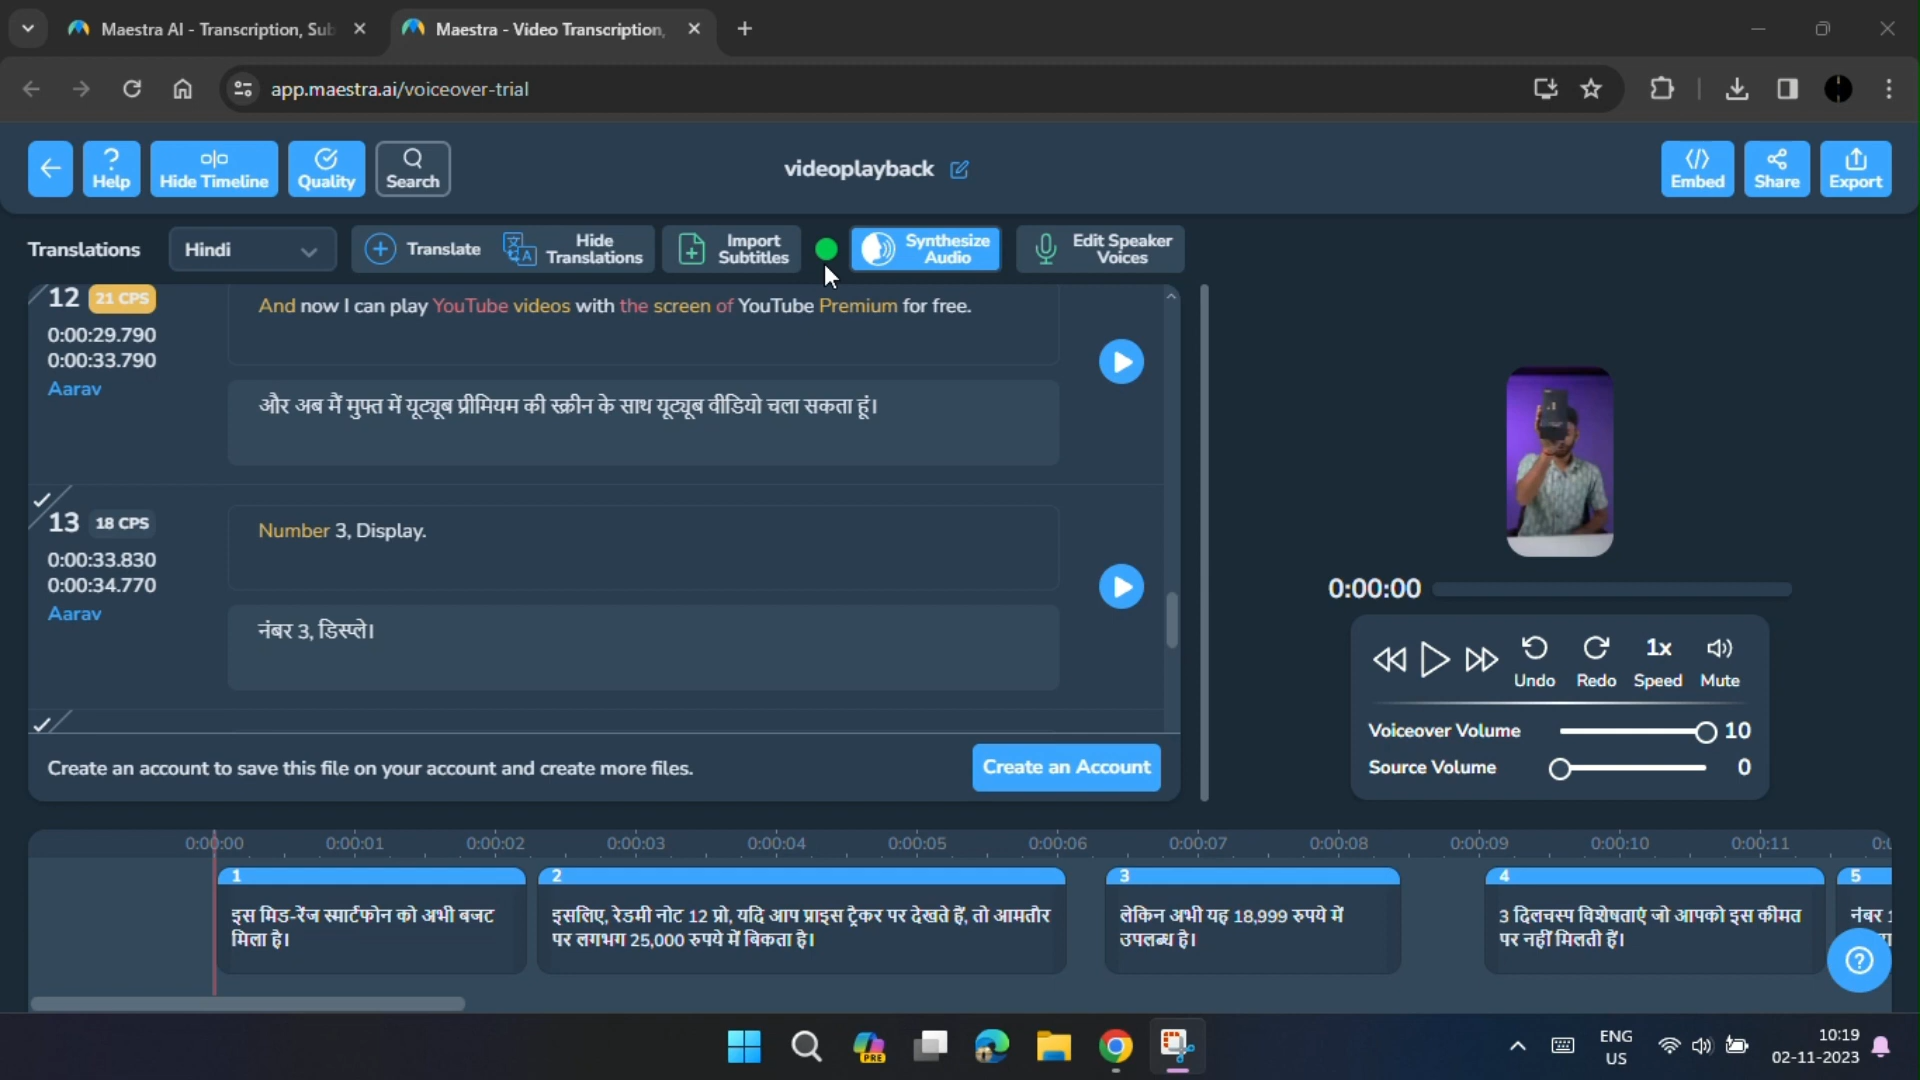 Maestra AI - Transcription, Sub
Maestra - Video Transcription,
app.maestra.ai/voiceover-trial
Help
Hide Timeline
Quality
Search
videoplayback
Embed
Share
Export
Translations
Hindi
Translate
Hide
Translations
Import
Subtitles
Synthesize
Audio
Edit Speaker
Voices
12 21 CPS
0:00:29.790
0:00:33.790
Aarav
And now I can play YouTube videos with the screen of YouTube Premium for free.
और अब मैं मुफ्त में यूट्यूब प्रीमियम की स्क्रीन के साथ यूट्यूब वीडियो चला सकता हूं।
13 18 CPS
0:00:33.830
0:00:34.770
Aarav
Number 3, Display.
नंबर 3, डिस्प्ले।
Create an account to save this file on your account and create more files.
Create an Account
0:00:00
1x
Undo
Redo
Speed
Mute
Voiceover Volume 10
Source Volume 0
0:00:00 0:00:01 0:00:02 0:00:03 0:00:04 0:00:05 0:00:06 0:00:07 0:00:08 0:00:09 0:00:10 0:00:11
1
इस मिड-रेंज स्मार्टफोन को अभी बजट
मिला है।
2
इसलिए, रेडमी नोट 12 प्रो, यदि आप प्राइस ट्रैकर पर देखते हैं, तो आमतौर
पर लगभग 25,000 रुपये में बिकता है।
3
लेकिन अभी यह 18,999 रुपये में
उपलब्ध है।
4
3 दिलचस्प विशेषताएं जो आपको इस कीमत
पर नहीं मिलती हैं।
5
नंबर 1
PRE
ENG
US
10:19
02-11-2023